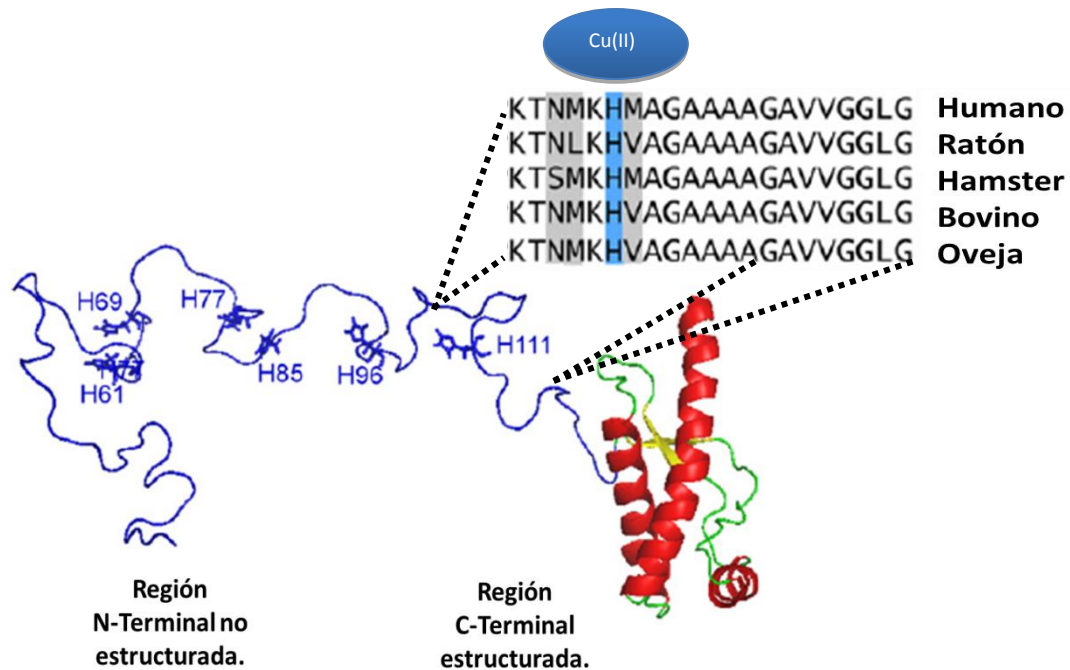 Cu(II)
KTNMKHMAGAAAAGAVVGGLG Humano
KTNLKHVAGAAAAGAVVGGLG Ratón
KTSMKHMAGAAAAGAVVGGLG Hamster
KTNMKHVAGAAAAGAVVGGLG Bovino
KTNMKHVAGAAAAGAVVGGLG Oveja
H69
H77
H61
H85
H96
H111
Región
N-Terminal no
estructurada.
Región
C-Terminal
estructurada.